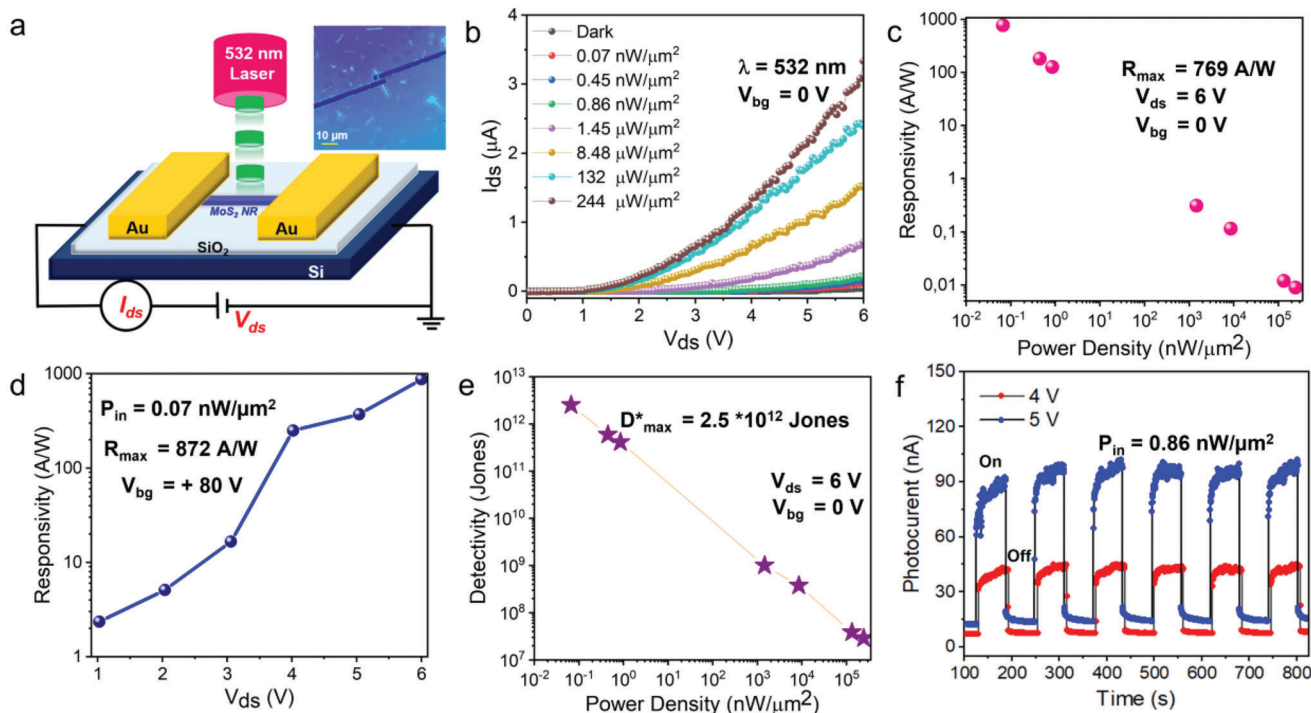 a
532 nm
Laser
10 µm
Au
Au
MoS2 NR
SiO2
Si
Ids
Vds
b
Dark
0.07 nW/µm2
0.45 nW/µm2
0.86 nW/µm2
1.45 µW/µm2
8.48 µW/µm2
132 µW/µm2
244 µW/µm2
λ = 532 nm
Vbg = 0 V
4
3
2
1
0
Ids (µA)
0 1 2 3 4 5 6
Vds (V)
c
Rmax = 769 A/W
Vds = 6 V
Vbg = 0 V
1000
100
10
1
0,1
0,01
Responsivity (A/W)
10-2 10-1 100 101 102 103 104 105
Power Density (nW/µm2)
d
Pin = 0.07 nW/µm2
Rmax = 872 A/W
Vbg = + 80 V
1000
100
10
1
Responsivity (A/W)
1 2 3 4 5 6
Vds (V)
e
D*max = 2.5 *1012 Jones
Vds = 6 V
Vbg = 0 V
1013
1012
1011
1010
109
108
107
Detectivity (Jones)
10-2 10-1 100 101 102 103 104 105
Power Density (nW/µm2)
f
4 V
5 V
Pin = 0.86 nW/µm2
On
Off
150
120
90
60
30
0
Photocurent (nA)
100 200 300 400 500 600 700 800
Time (s)